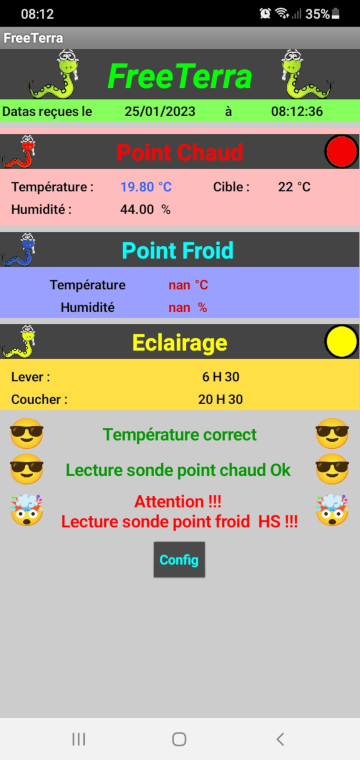 08:12 35%
FreeTerra
FreeTerra
Datas reçues le 25/01/2023 à 08:12:36
Point Chaud
Température : 19.80 °C Cible : 22 °C
Humidité : 44.00 %
Point Froid
Température nan °C
Humidité nan %
Eclairage
Lever : 6 H 30
Coucher : 20 H 30
Température correct
Lecture sonde point chaud Ok
Attention !!!
Lecture sonde point froid HS !!!
Config